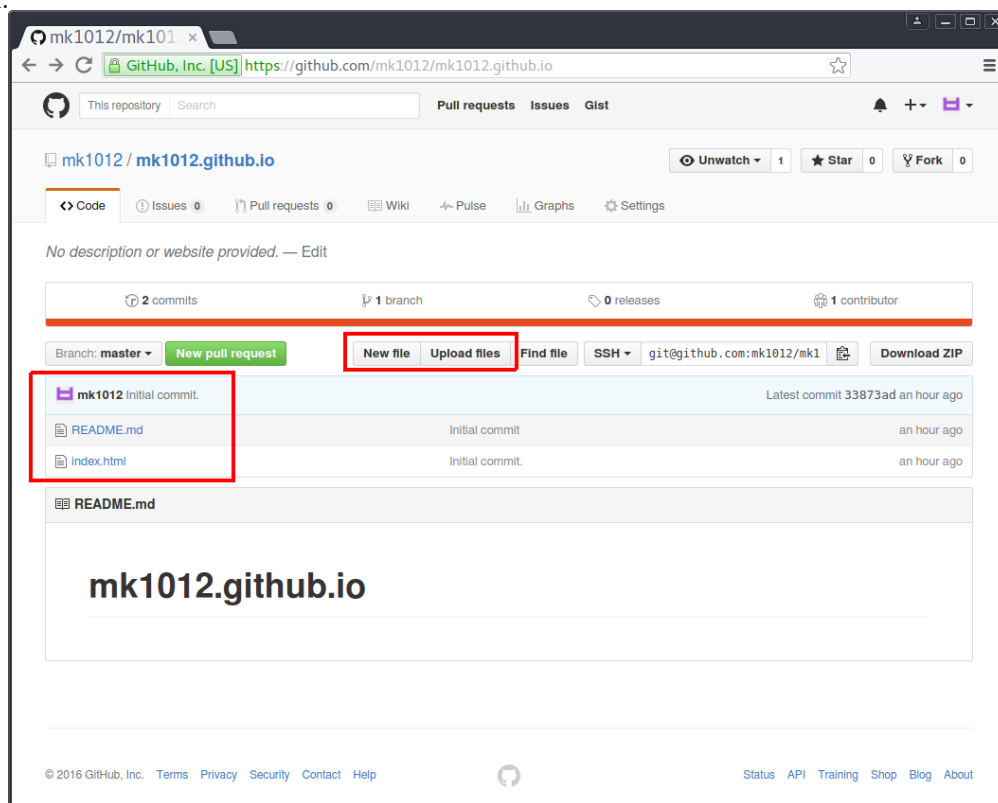 mk1012/mk101 ×
GitHub, Inc. [US] https://github.com/mk1012/mk1012.github.io
This repository Search Pull requests Issues Gist
mk1012 / mk1012.github.io Unwatch 1 Star 0 Fork 0
Code Issues 0 Pull requests 0 Wiki Pulse Graphs Settings
No description or website provided. — Edit
2 commits 1 branch 0 releases 1 contributor
Branch: master New pull request New file Upload files Find file SSH git@github.com:mk1012/mk1 Download ZIP
mk1012 Initial commit. Latest commit 33873ad an hour ago
README.md Initial commit an hour ago
index.html Initial commit. an hour ago
README.md
mk1012.github.io
© 2016 GitHub, Inc. Terms Privacy Security Contact Help Status API Training Shop Blog About